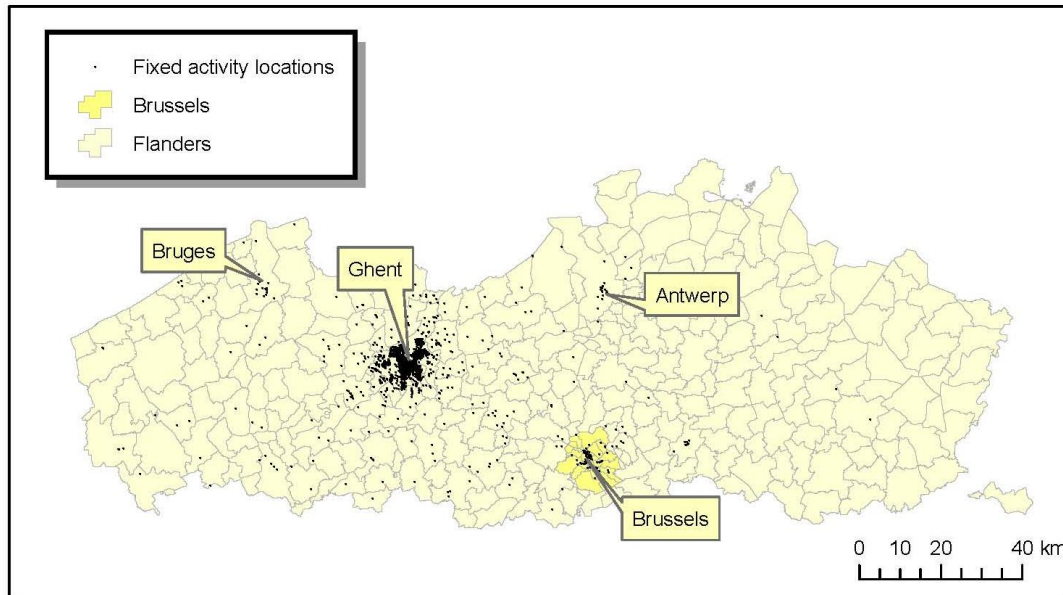 Fixed activity locations
Brussels
Flanders
Bruges
Ghent
Antwerp
Brussels
0 10 20 40 km